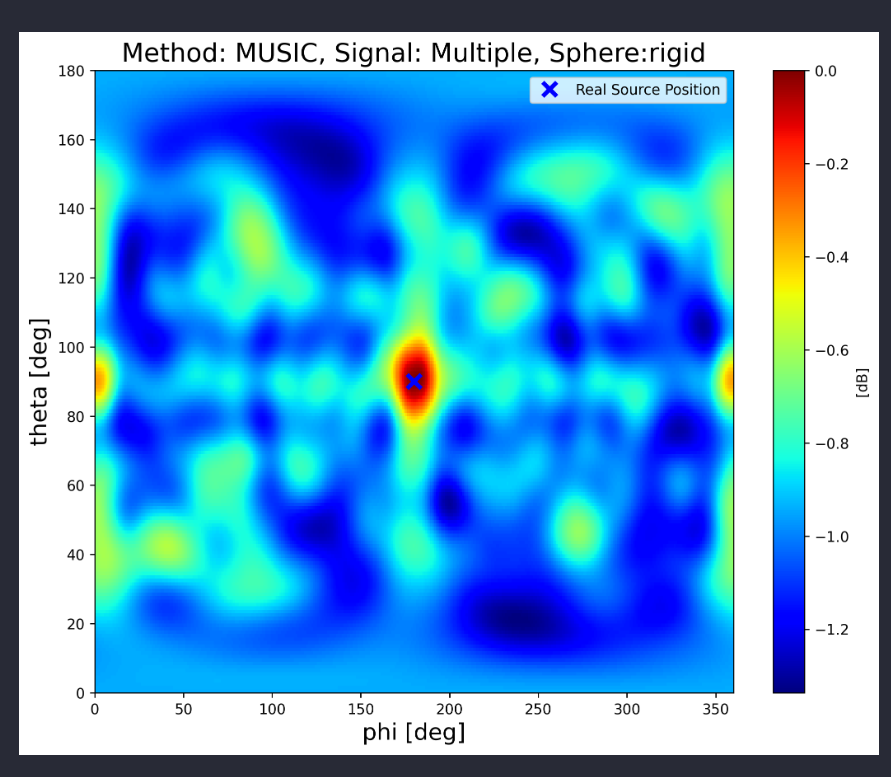 Method: MUSIC, Signal: Multiple, Sphere:rigid
Real Source Position
180
160
140
120
100
80
60
40
20
0
theta [deg]
0 50 100 150 200 250 300 350
phi [deg]
0.0
−0.2
−0.4
−0.6
−0.8
−1.0
−1.2
[dB]